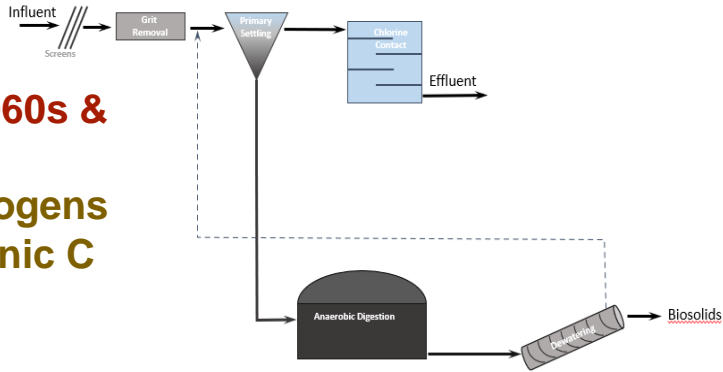 Influent
Screens
Grit
Removal
Primary
Settling
Chlorine
Contact
Effluent
60s &
ogens
nic C
Anaerobic Digestion
Dewatering
Biosolids